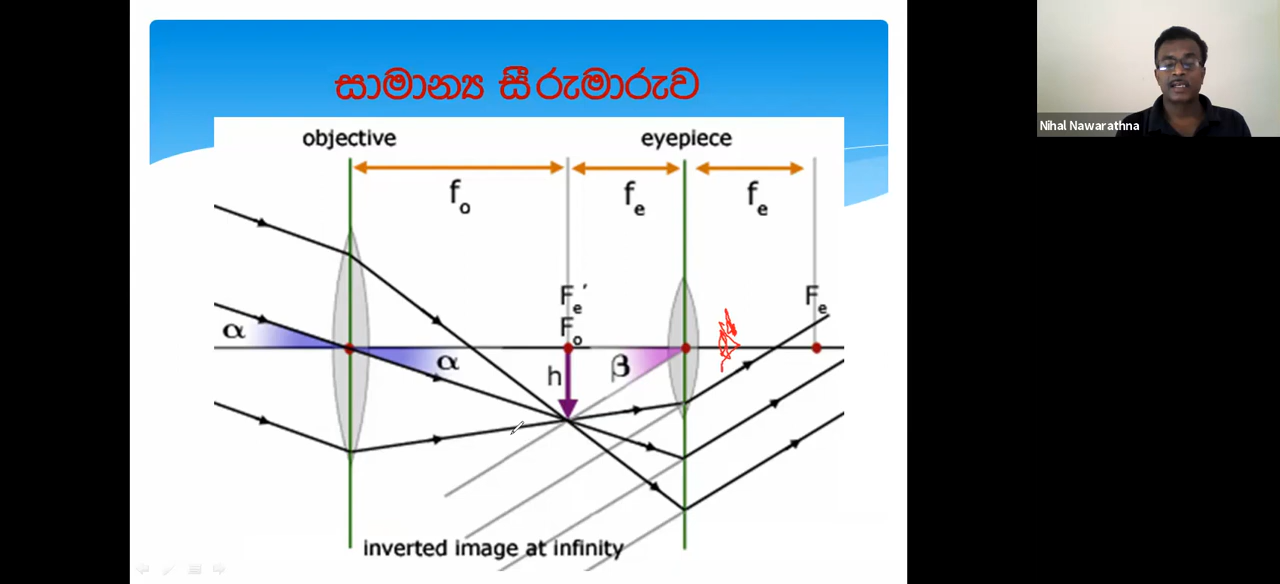 සාමාන්‍ය සීරුමාරුව
Nihal Nawarathna
objective
eyepiece
fo
fe
fe
Fe′
Fe
Fo
α
α
h
β
inverted image at infinity